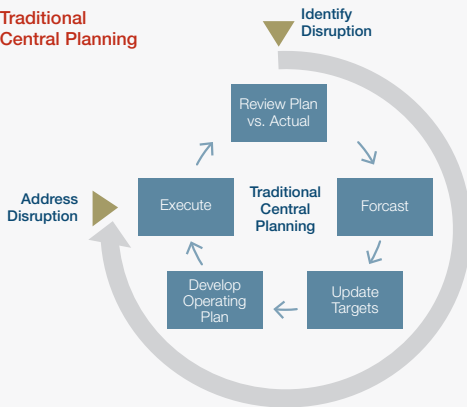 Traditional
Central Planning
Identify
Disruption
Review Plan
vs. Actual
Address
Disruption
Execute
Traditional
Central
Planning
Forcast
Develop
Operating
Plan
Update
Targets